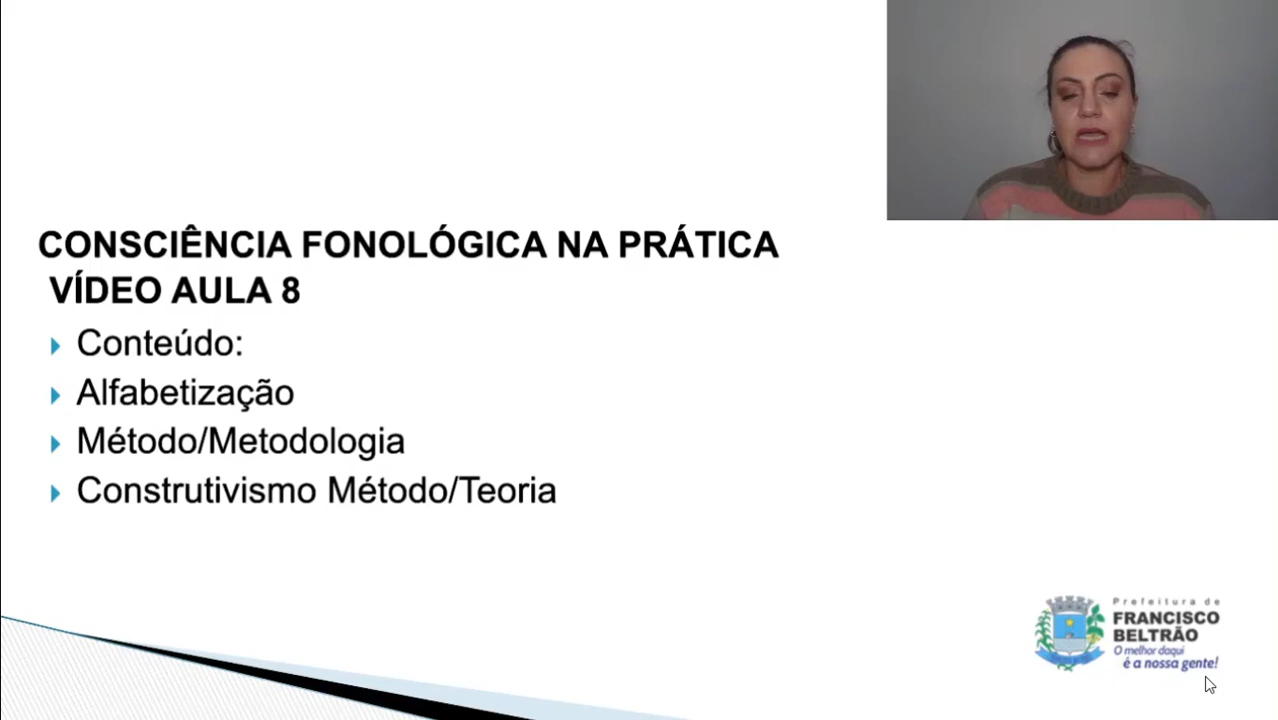 CONSCIÊNCIA FONOLÓGICA NA PRÁTICA
VÍDEO AULA 8
Conteúdo:
Alfabetização
Método/Metodologia
Construtivismo Método/Teoria
Prefeitura de
FRANCISCO
BELTRÃO
O melhor daqui
é a nossa gente!